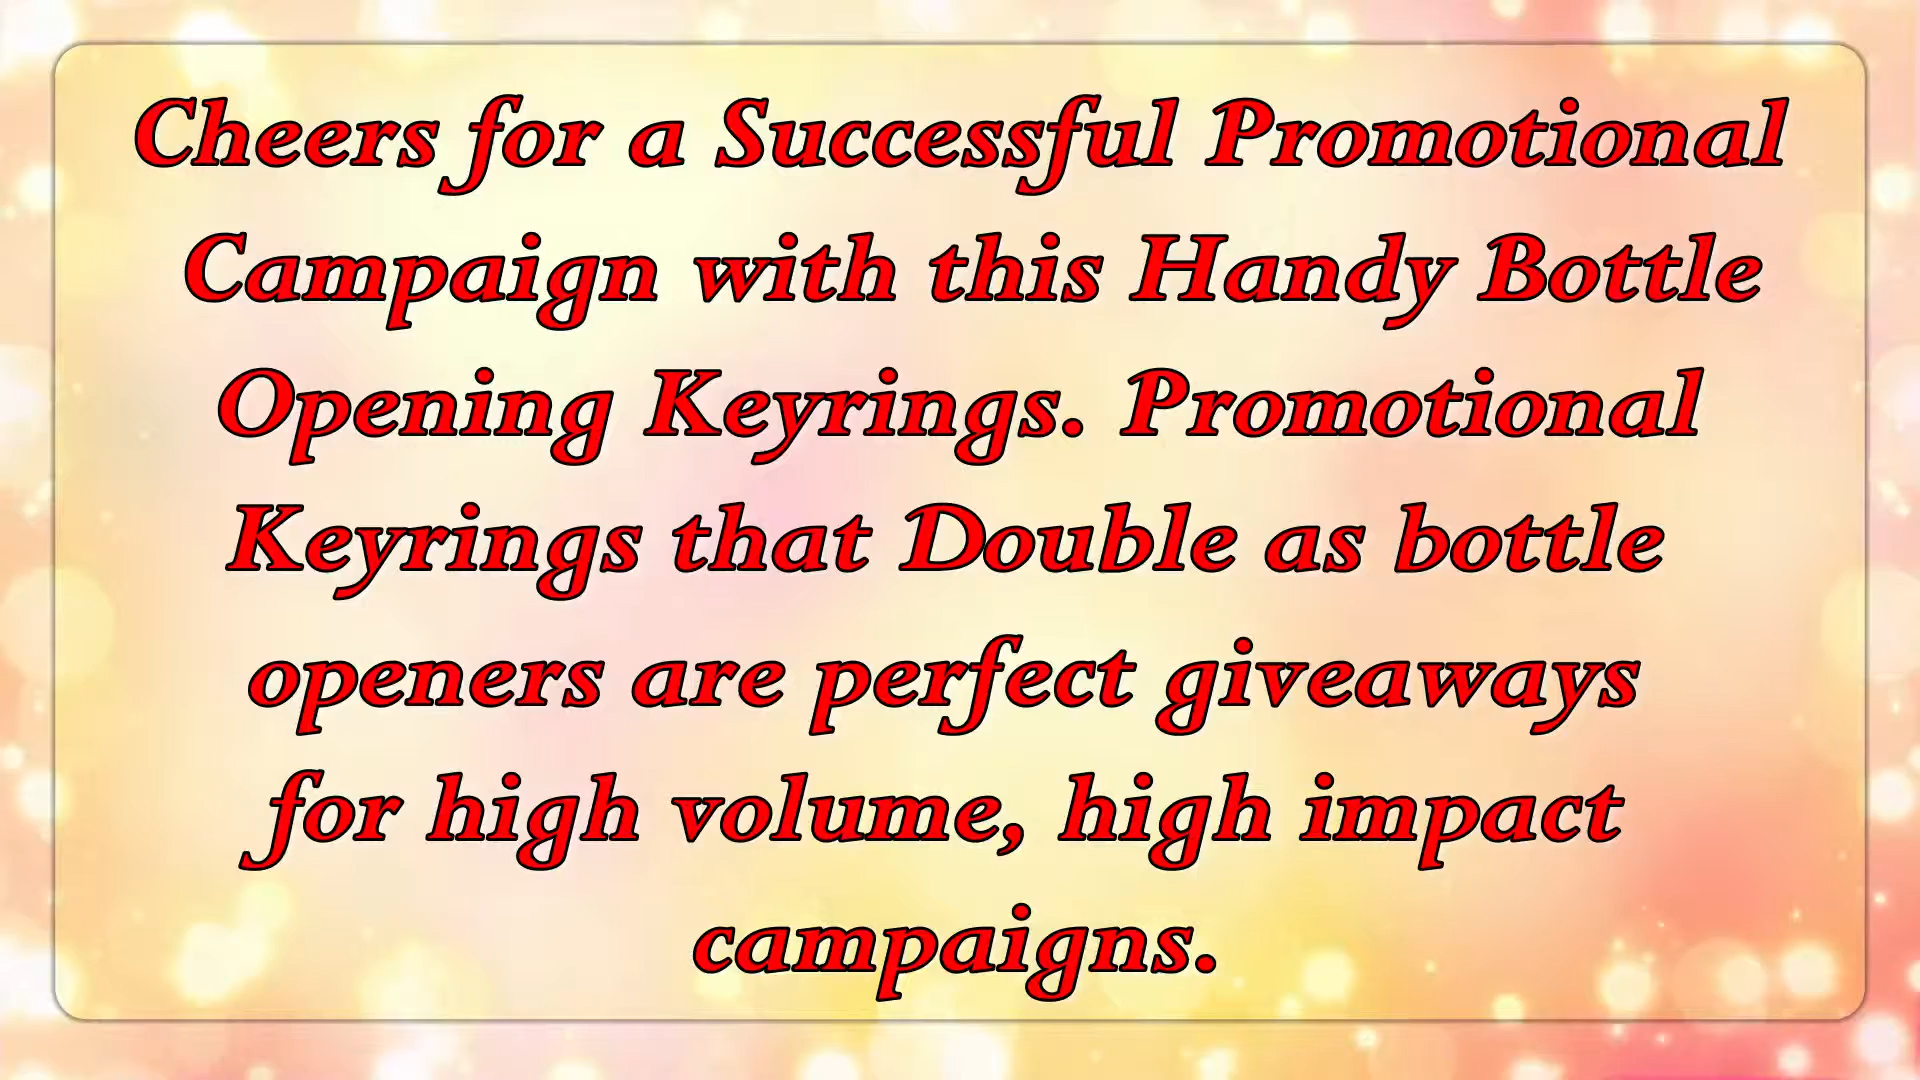 Cheers for a Successful Promotional
Campaign with this Handy Bottle
Opening Keyrings. Promotional
Keyrings that Double as bottle
openers are perfect giveaways
for high volume, high impact
campaigns.